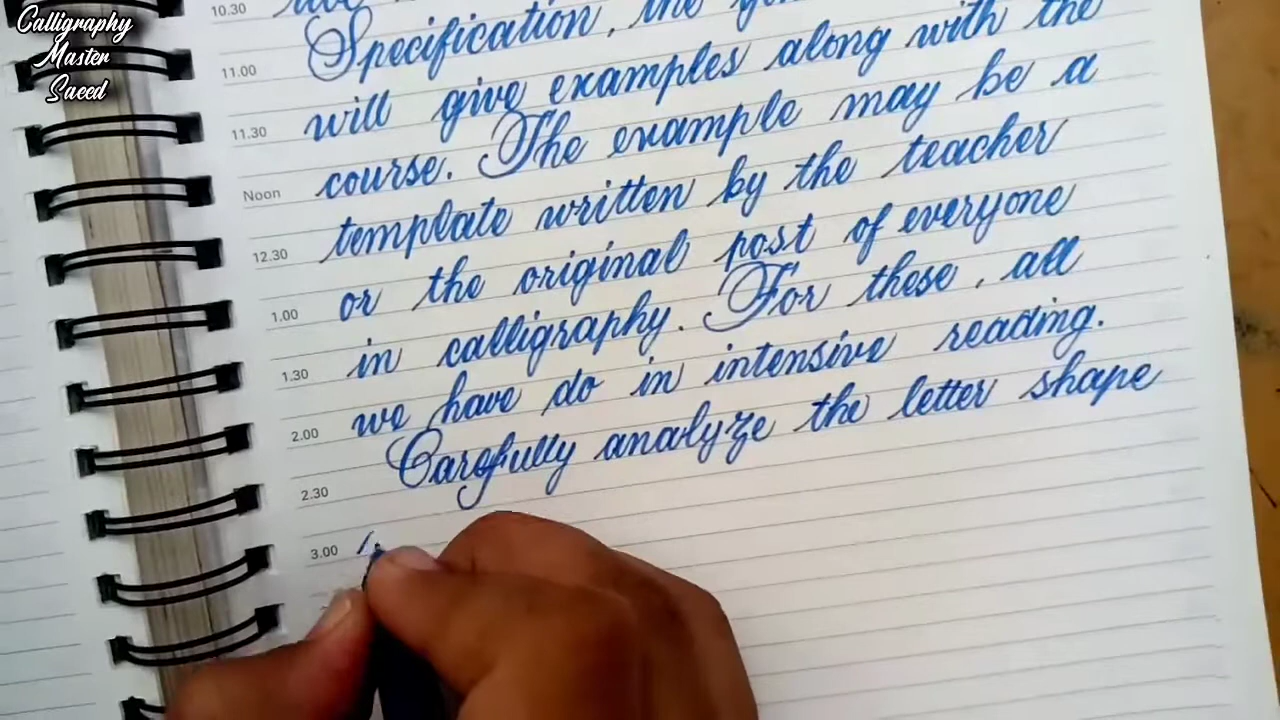 Calligraphy
Master
Saeed
10.30
Specification, the
11.00 will give examples along with the
11.30 course. The example may be a
Noon template written by the teacher
12.30 or the original post of everyone
1.00 in calligraphy. For these, all
1.30 we have do in intensive reading.
2.00 Carefully analyze the letter shape
2.30
3.00